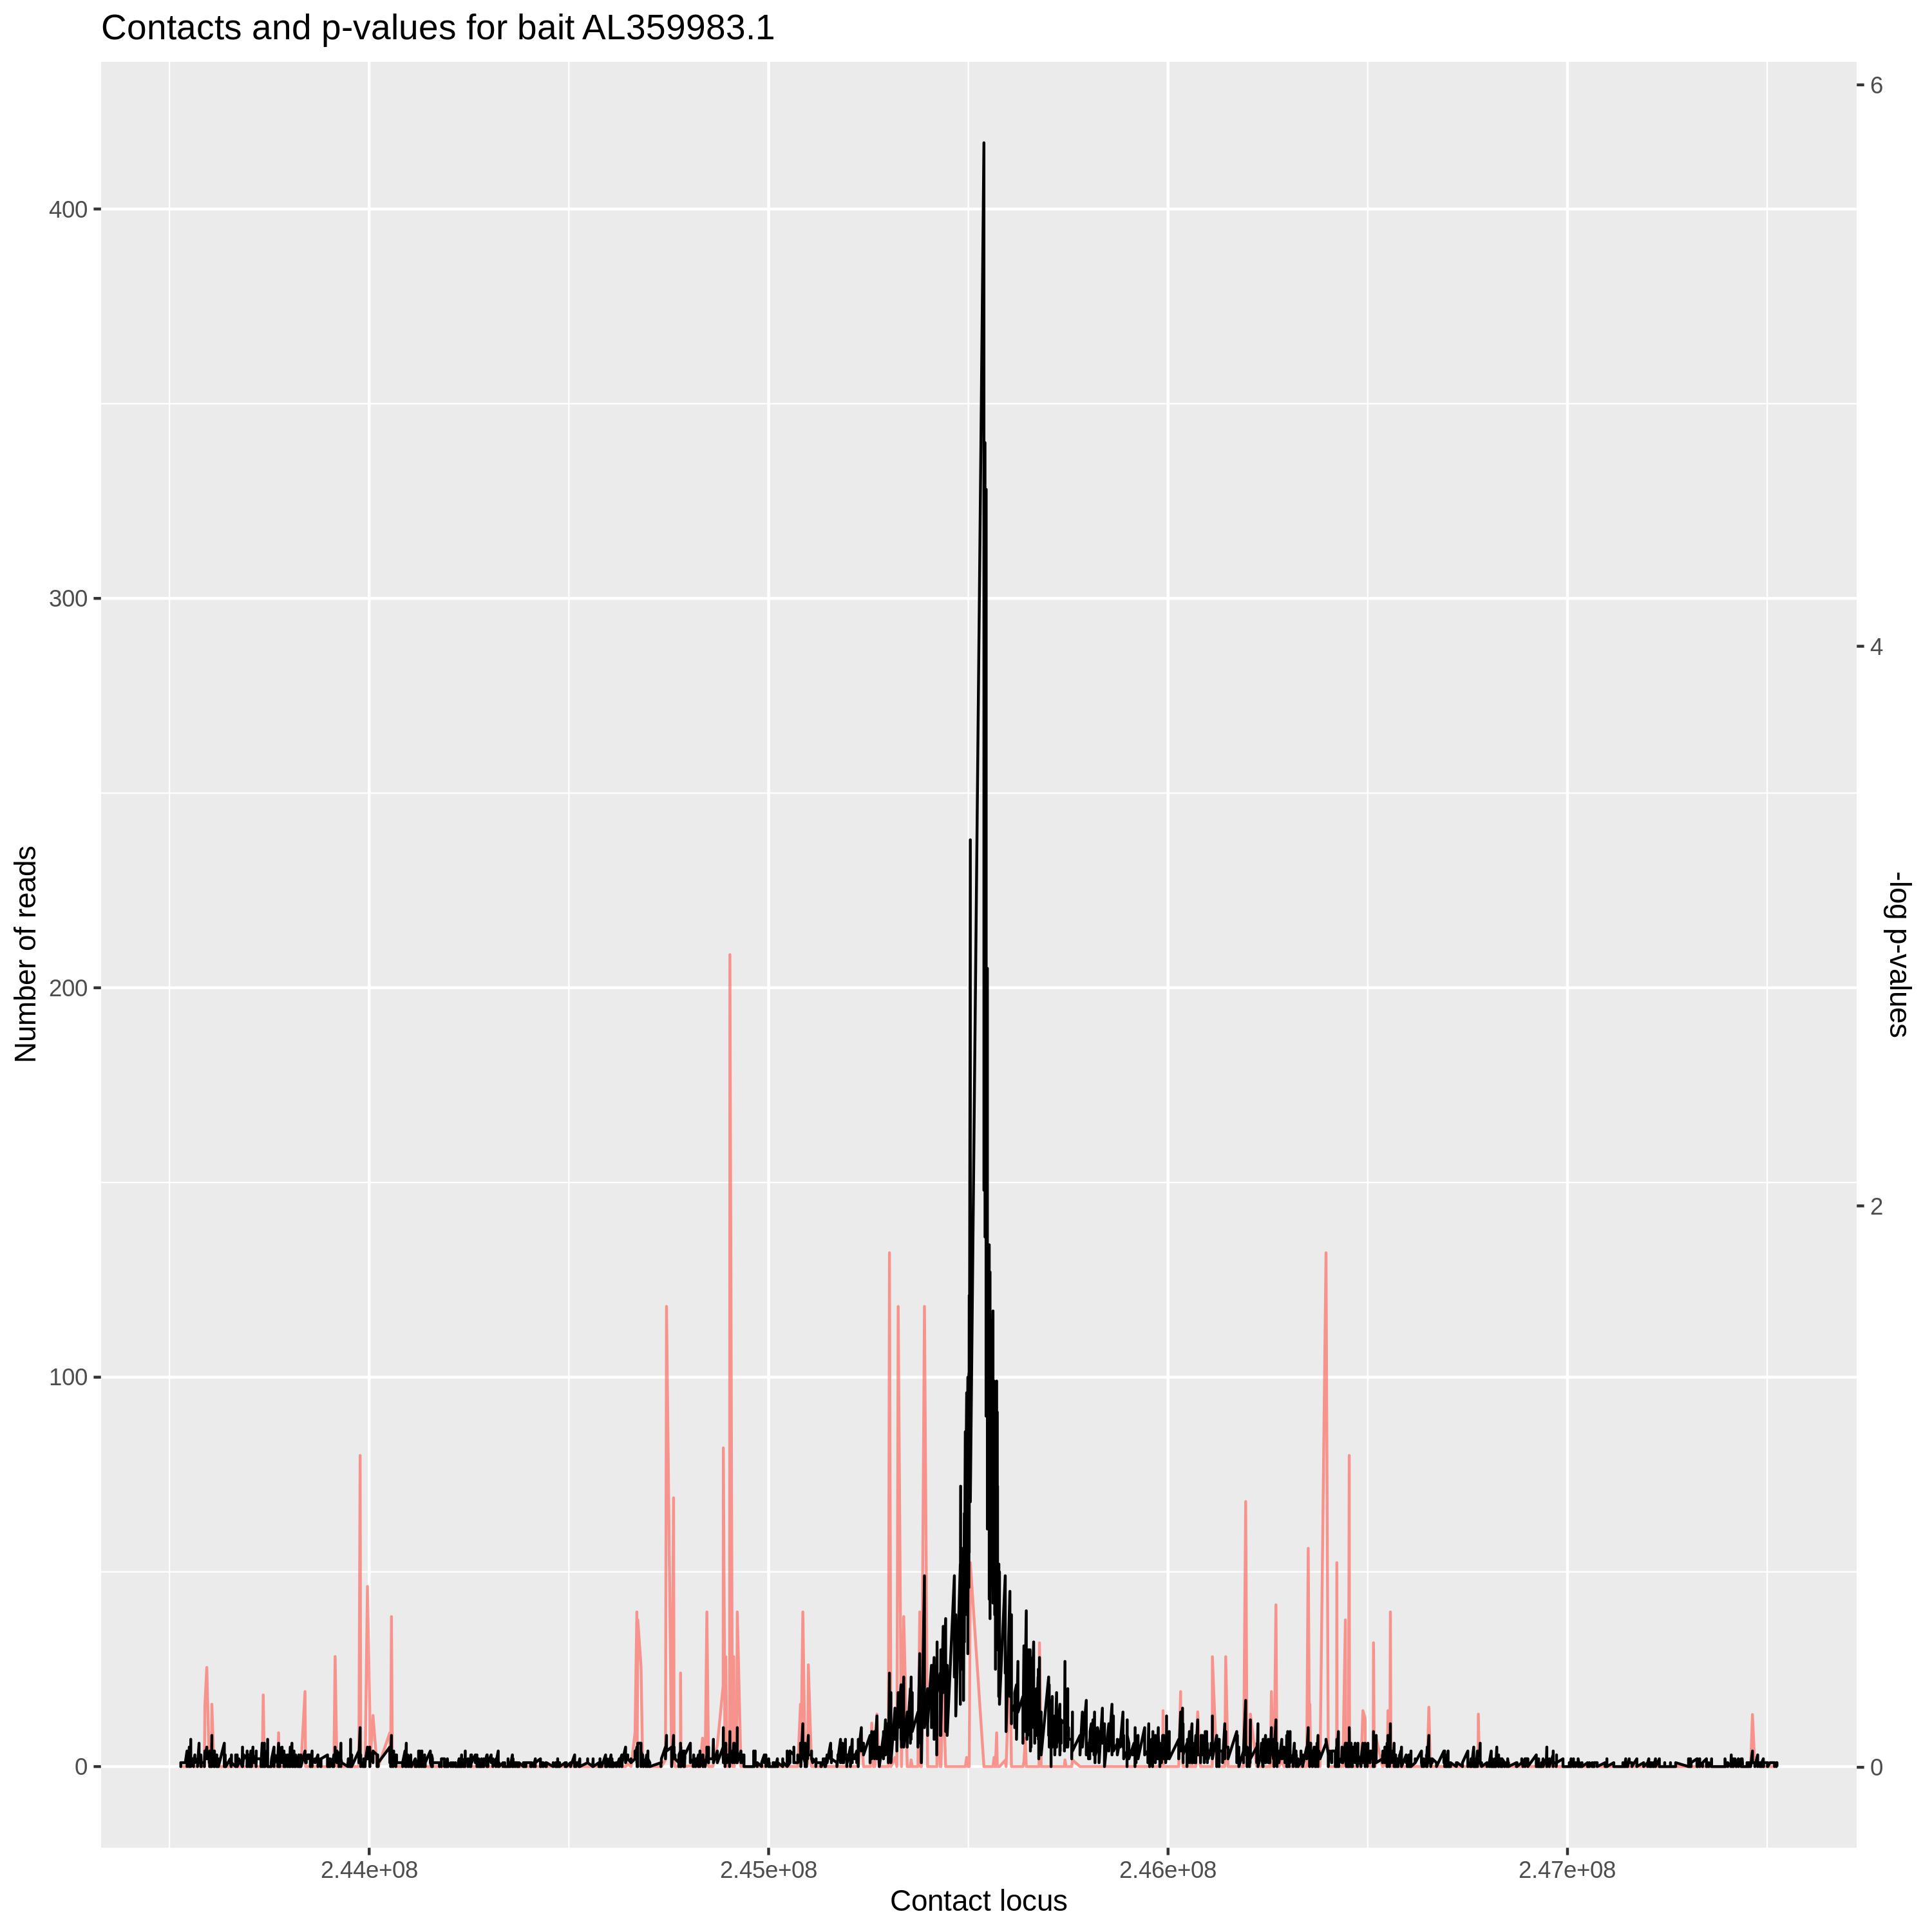 Contacts and p-values for bait AL359983.1
6
400
300
4
Number of reads
-log p-values
200
2
100
0
0
2.44e+08 2.45e+08 2.46e+08 2.47e+08
Contact locus